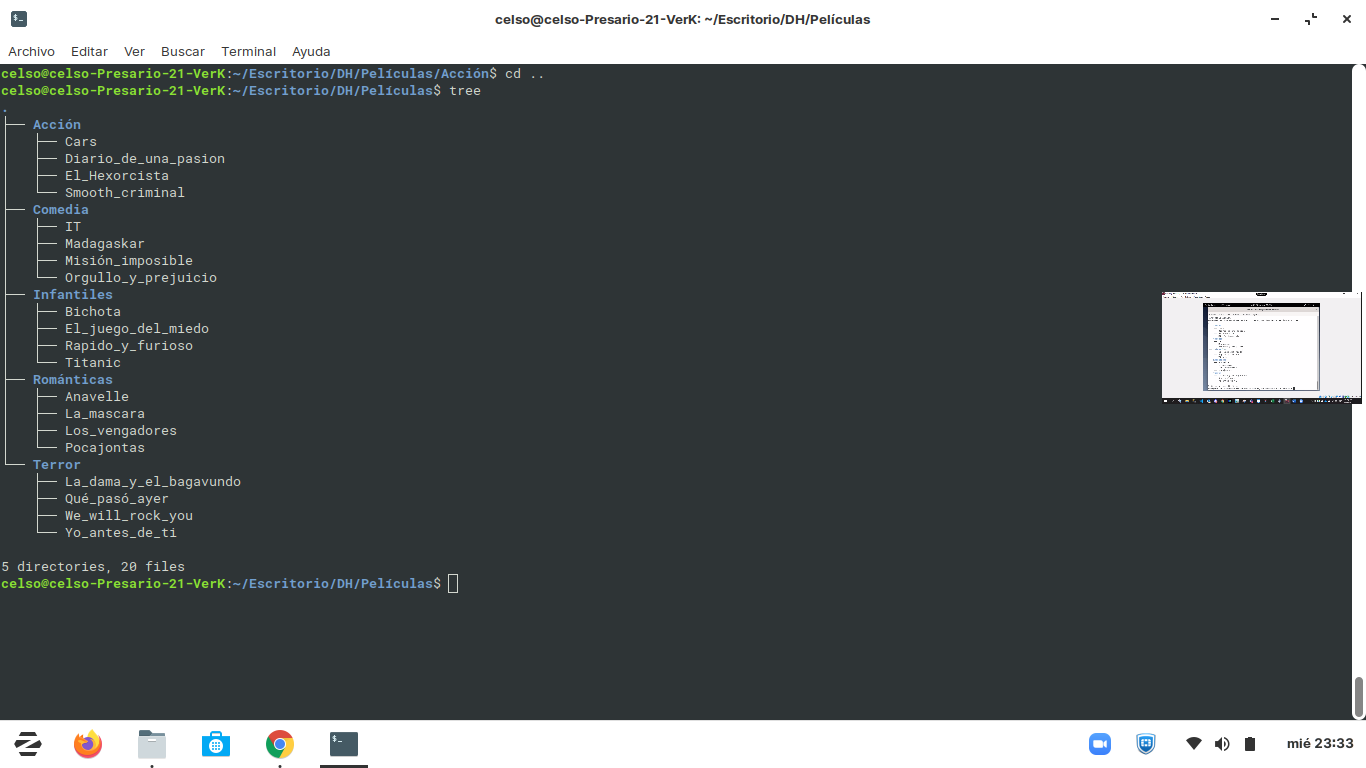 celso@celso-Presario-21-VerK: ~/Escritorio/DH/Películas
Archivo Editar Ver Buscar Terminal Ayuda
celso@celso-Presario-21-VerK:~/Escritorio/DH/Películas/Acción$ cd ..
celso@celso-Presario-21-VerK:~/Escritorio/DH/Películas$ tree
.
├── Acción
│   ├── Cars
│   ├── Diario_de_una_pasion
│   ├── El_Hexorcista
│   └── Smooth_criminal
├── Comedia
│   ├── IT
│   ├── Madagaskar
│   ├── Misión_imposible
│   └── Orgullo_y_prejuicio
├── Infantiles
│   ├── Bichota
│   ├── El_juego_del_miedo
│   ├── Rapido_y_furioso
│   └── Titanic
├── Románticas
│   ├── Anavelle
│   ├── La_mascara
│   ├── Los_vengadores
│   └── Pocajontas
└── Terror
    ├── La_dama_y_el_bagavundo
    ├── Qué_pasó_ayer
    ├── We_will_rock_you
    └── Yo_antes_de_ti
5 directories, 20 files
celso@celso-Presario-21-VerK:~/Escritorio/DH/Películas$
mié 23:33